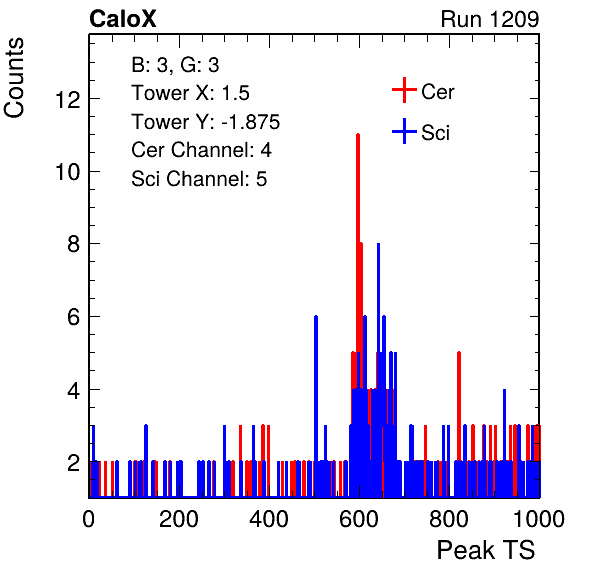 CaloX Run 1209
Counts
B: 3, G: 3
Tower X: 1.5
Tower Y: -1.875
Cer Channel: 4
Sci Channel: 5
Cer
Sci
12
10
8
6
4
2
0 200 400 600 800 1000
Peak TS